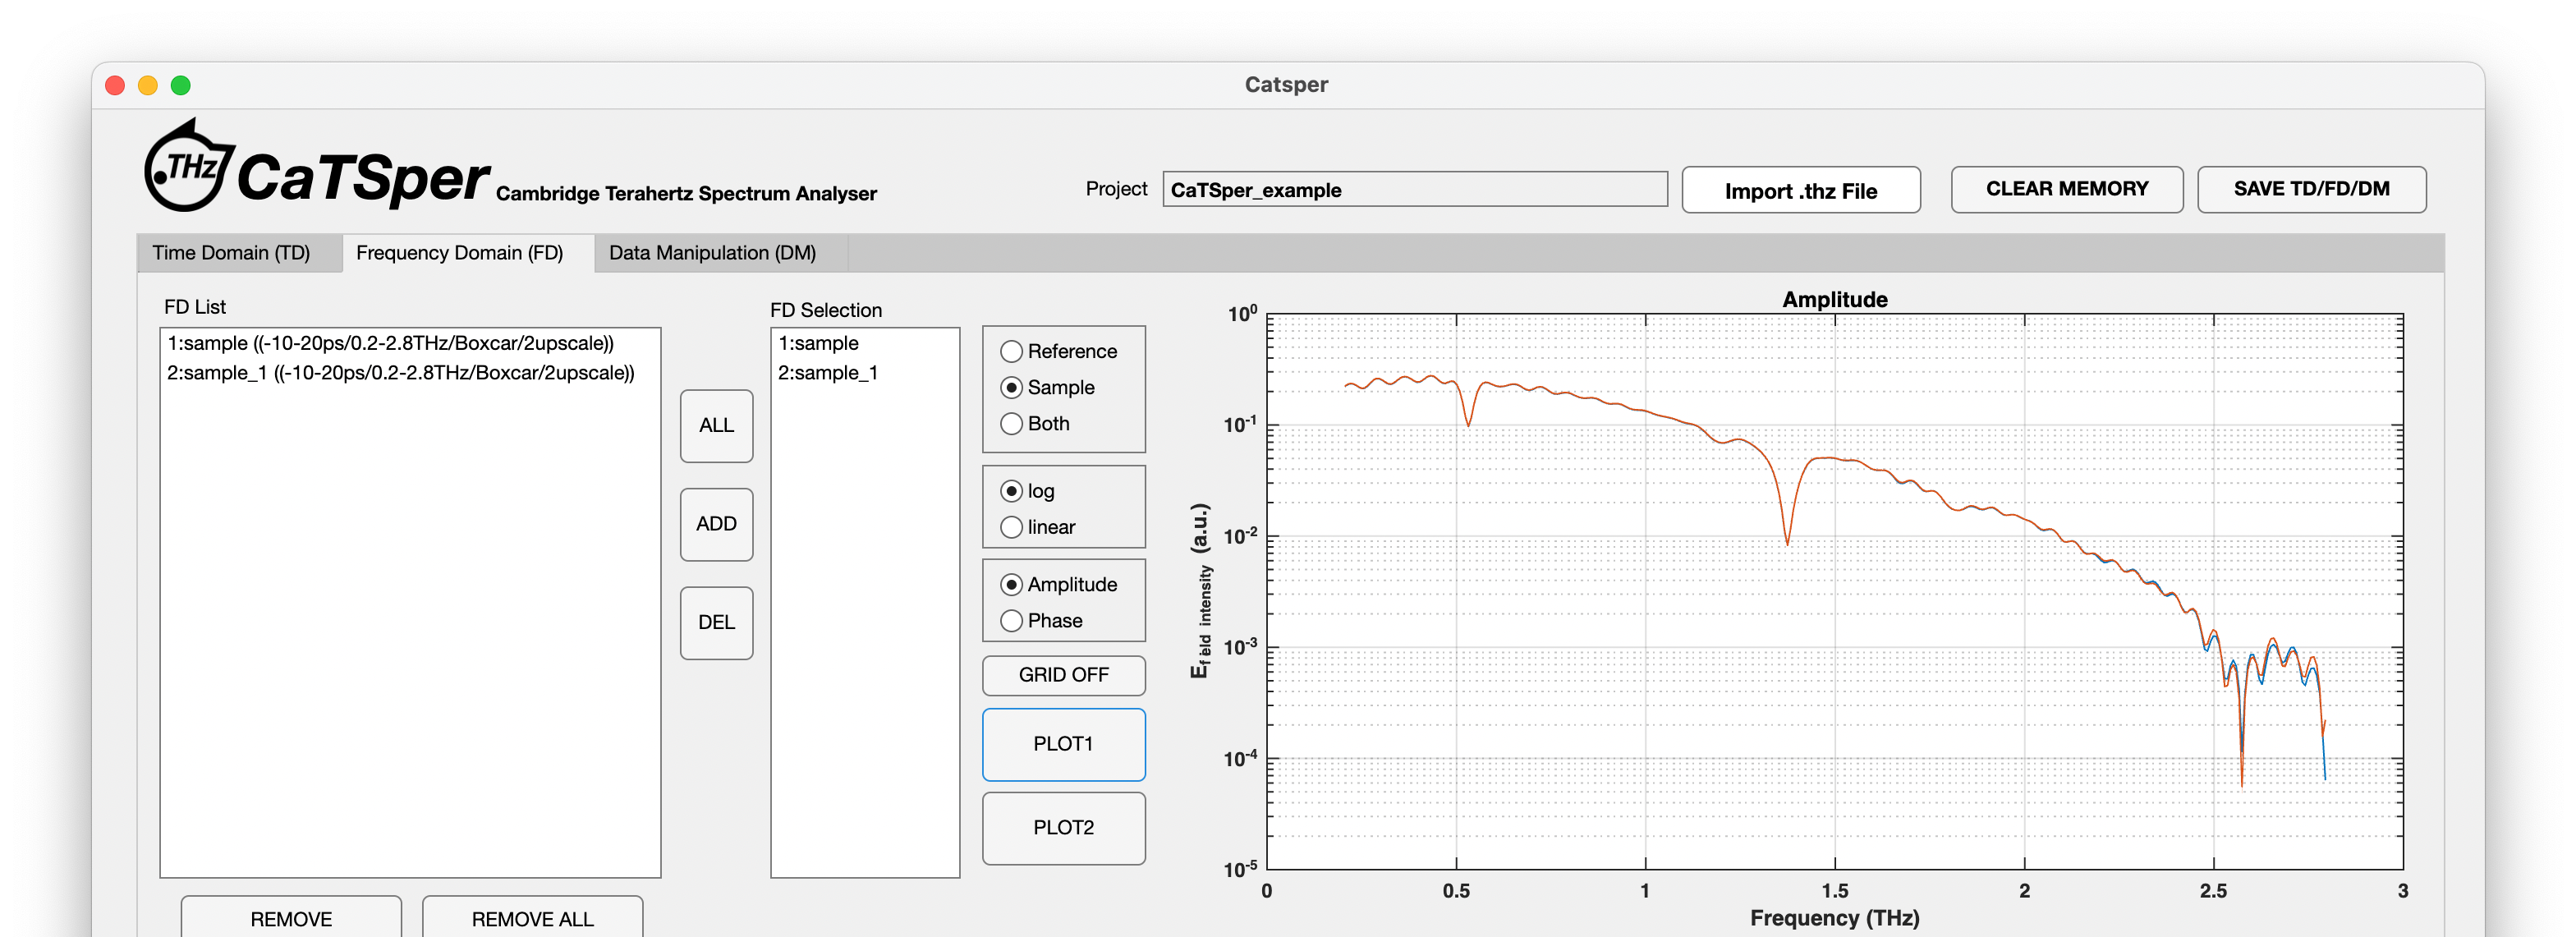 Catsper
THz
CaTSper Cambridge Terahertz Spectrum Analyser
Project CaTSper_example Import .thz File CLEAR MEMORY SAVE TD/FD/DM
Time Domain (TD) Frequency Domain (FD) Data Manipulation (DM)
FD List
1:sample ((-10-20ps/0.2-2.8THz/Boxcar/2upscale))
2:sample_1 ((-10-20ps/0.2-2.8THz/Boxcar/2upscale))
REMOVE REMOVE ALL
ALL
ADD
DEL
FD Selection
1:sample
2:sample_1
Reference
Sample
Both
log
linear
Amplitude
Phase
GRID OFF
PLOT1
PLOT2
Amplitude
E_field intensity (a.u.)
10^0
10^-1
10^-2
10^-3
10^-4
10^-5
0 0.5 1 1.5 2 2.5 3
Frequency (THz)